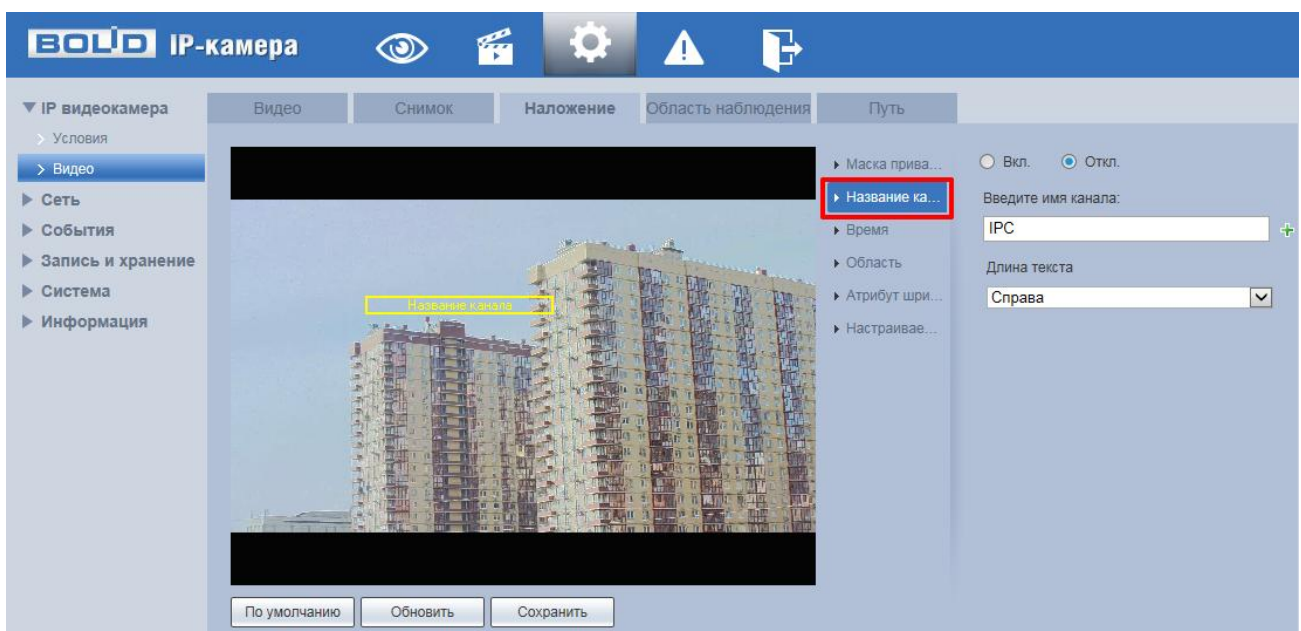 BOLID IP-камера
IP видеокамера
Условия
Видео
Сеть
События
Запись и хранение
Система
Информация
Видео
Снимок
Наложение
Область наблюдения
Путь
Название канала
Маска прива...
Название ка...
Время
Область
Атрибут шри...
Настраивае...
Вкл.
Откл.
Введите имя канала:
IPC
Длина текста
Справа
По умолчанию
Обновить
Сохранить